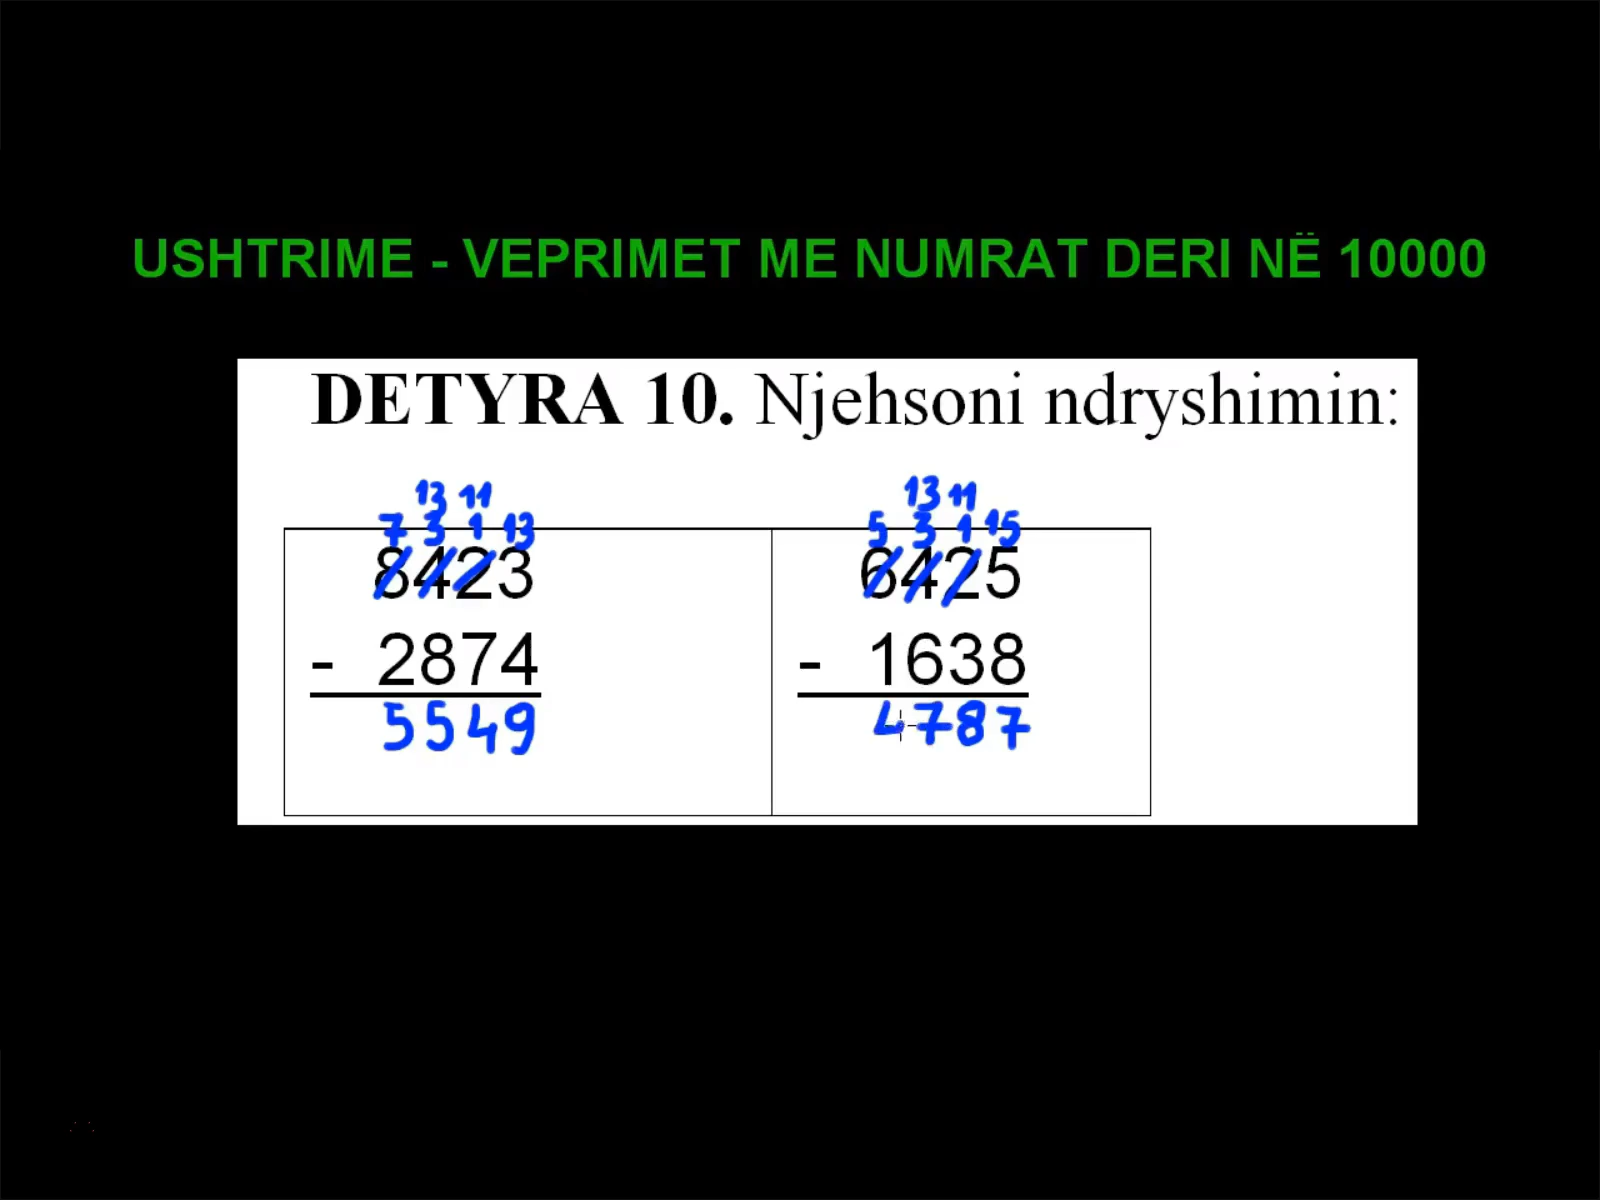 USHTRIME - VEPRIMET ME NUMRAT DERI NË 10000
DETYRA 10. Njehsoni ndryshimin:
13 11
7 3 1 13
8423
- 2874
5549
13 11
5 3 1 15
6425
- 1638
4787